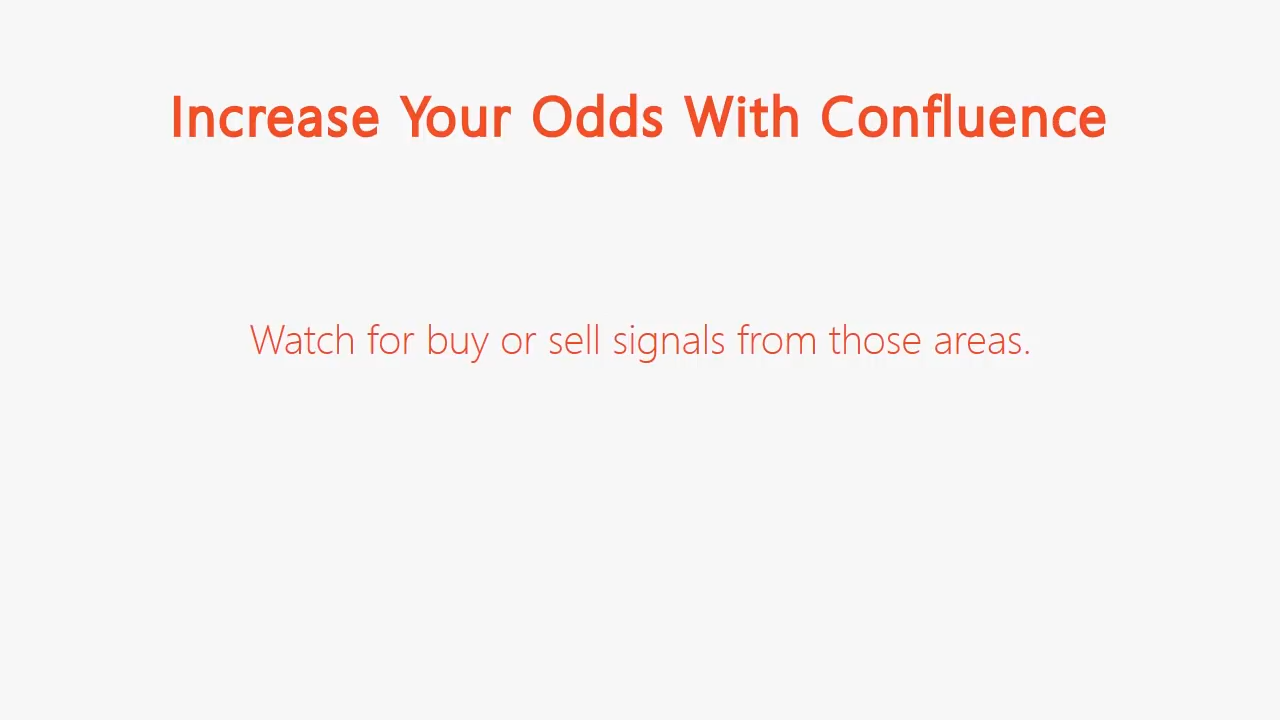 Increase Your Odds With Confluence
Watch for buy or sell signals from those areas.